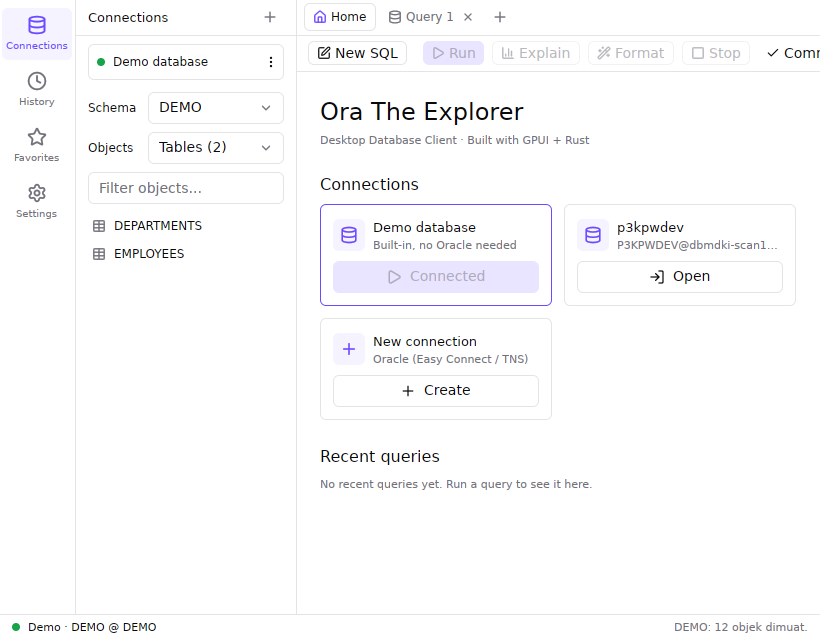 Connections
History
Favorites
Settings
Connections
Demo database
Schema
DEMO
Objects
Tables (2)
Filter objects...
DEPARTMENTS
EMPLOYEES
Home
Query 1
New SQL
Run
Explain
Format
Stop
Comm
Ora The Explorer
Desktop Database Client · Built with GPUI + Rust
Connections
Demo database
Built-in, no Oracle needed
Connected
p3kpwdev
P3KPWDEV@dbmdki-scan1...
Open
New connection
Oracle (Easy Connect / TNS)
Create
Recent queries
No recent queries yet. Run a query to see it here.
Demo · DEMO @ DEMO
DEMO: 12 objek dimuat.